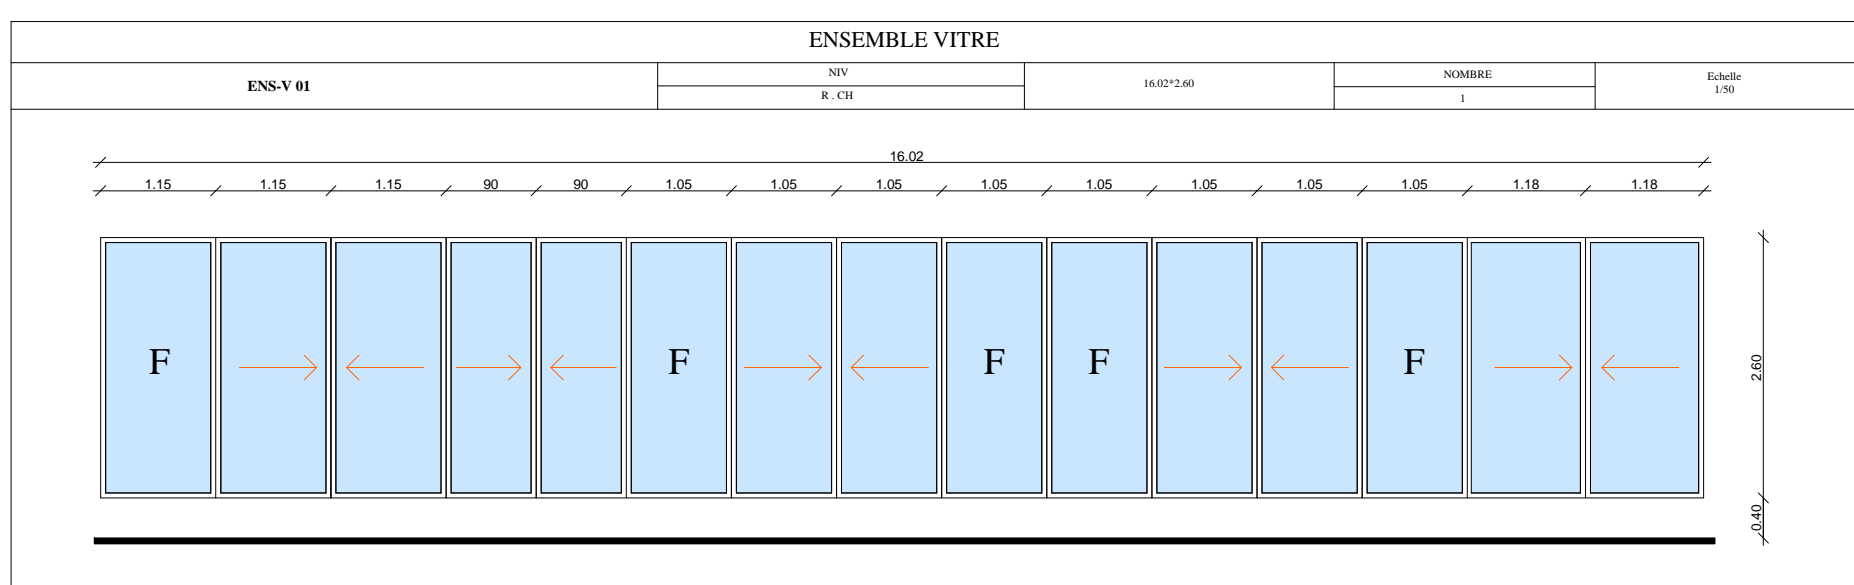 ENSEMBLE VITRE
ENS-V 01
NIV
R . CH
16.02*2.60
NOMBRE
1
Echelle
1/50
16.02
1.15 1.15 1.15 90 90 1.05 1.05 1.05 1.05 1.05 1.05 1.05 1.05 1.18 1.18
F F F F F
2.60
0.40